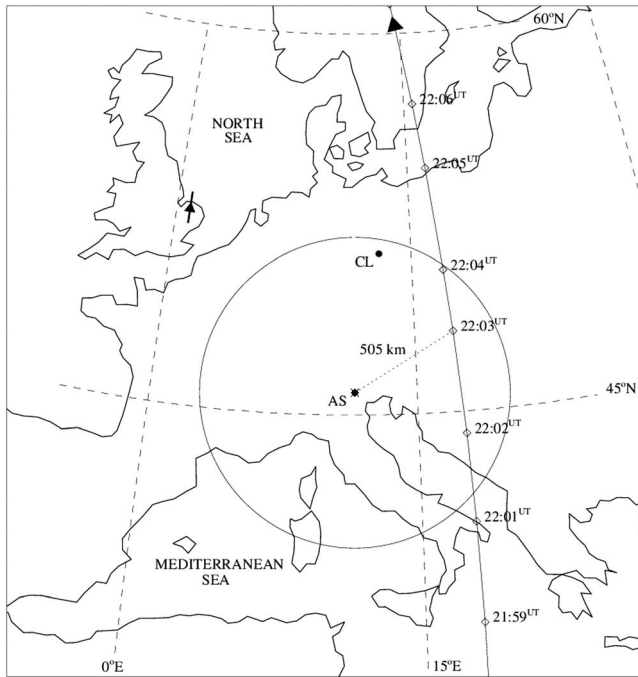 60°N
22:06UT
NORTH
SEA
22:05UT
CL
22:04UT
22:03UT
505 km
AS
45°N
22:02UT
22:01UT
MEDITERRANEAN
SEA
21:59UT
0°E
15°E